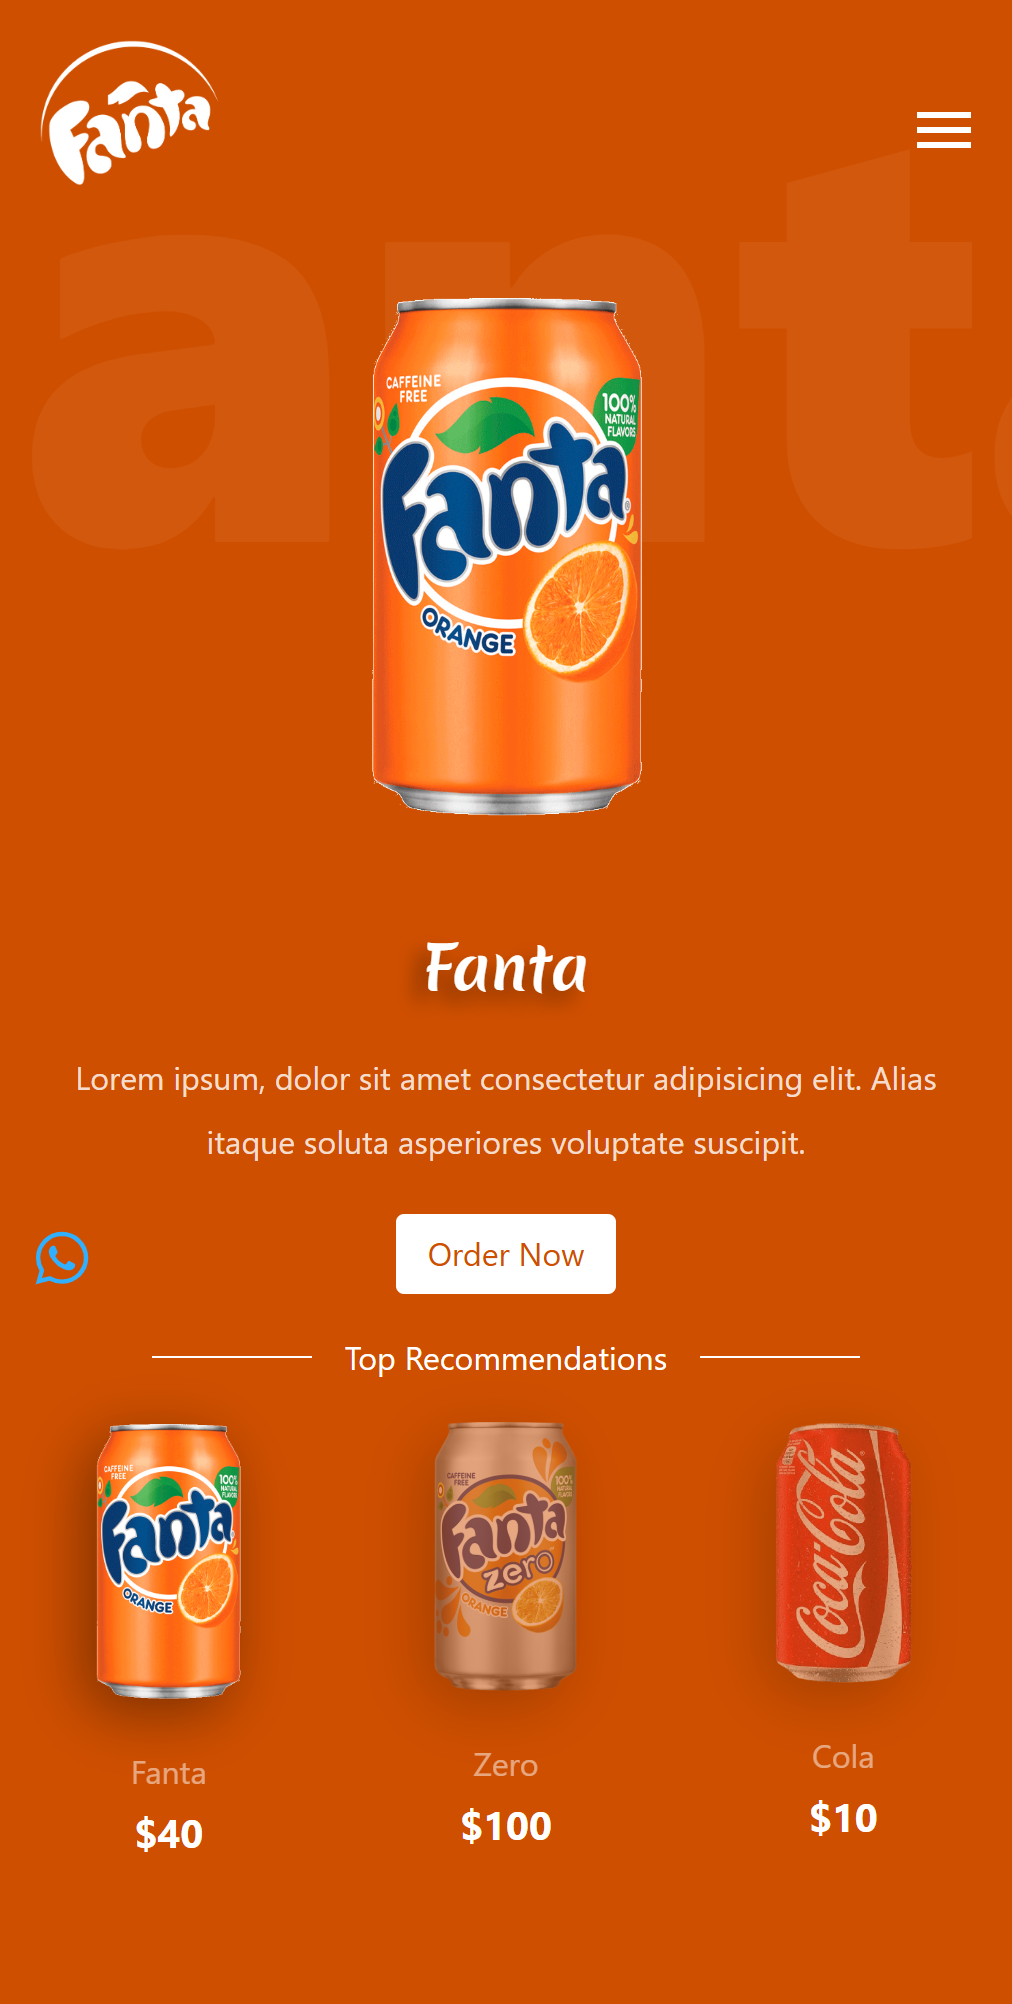 Fanta
anta
CAFFEINE
FREE
100%
NATURAL
FLAVORS
Fanta®
ORANGE
Fanta
Lorem ipsum, dolor sit amet consectetur adipisicing elit. Alias
itaque soluta asperiores voluptate suscipit.
Order Now
Top Recommendations
CAFFEINE
FREE
100%
NATURAL
FLAVORS
Fanta
ORANGE
CAFFEINE
FREE
100%
NATURAL
FLAVORS
Fanta
zero
ORANGE
Coca-Cola
Fanta
Zero
Cola
$40
$100
$10